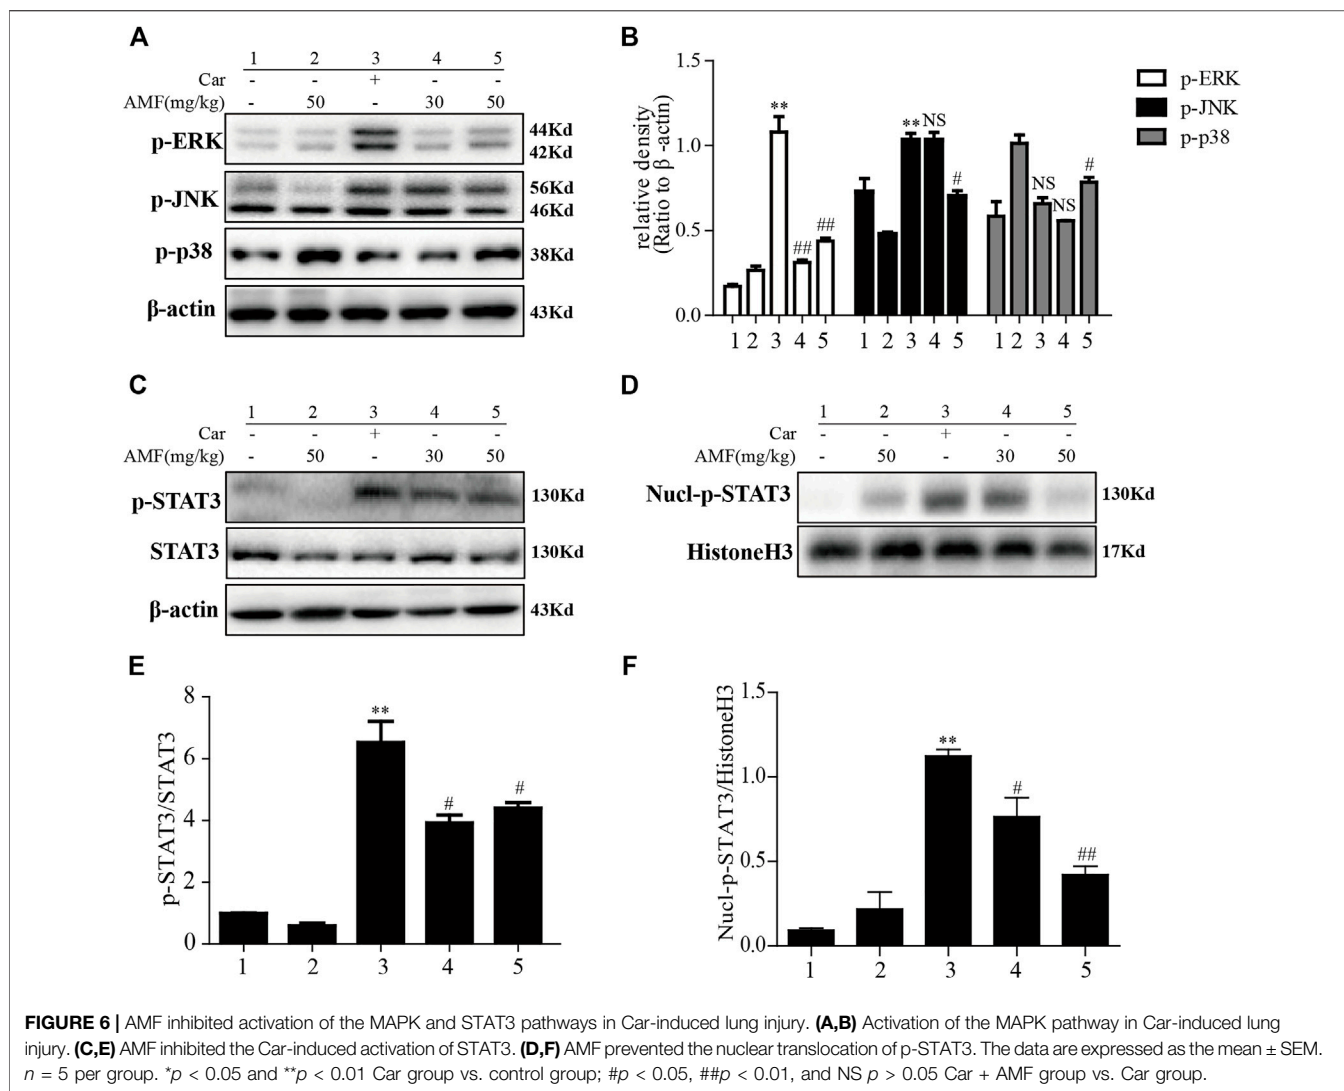 A
1 2 3 4 5
Car - - + - -
AMF(mg/kg) - 50 - 30 50
p-ERK 44Kd
42Kd
p-JNK 56Kd
46Kd
p-p38 38Kd
β-actin 43Kd
B
relative density
(Ratio to β -actin)
1.5
1.0
0.5
0.0
** ## ##
** NS #
NS NS #
1 2 3 4 5 1 2 3 4 5 1 2 3 4 5
p-ERK
p-JNK
p-p38
C
1 2 3 4 5
Car - - + - -
AMF(mg/kg) - 50 - 30 50
p-STAT3 130Kd
STAT3 130Kd
β-actin 43Kd
D
1 2 3 4 5
Car - - + - -
AMF(mg/kg) - 50 - 30 50
Nucl-p-STAT3 130Kd
HistoneH3 17Kd
E
p-STAT3/STAT3
8
6
4
2
0
** # #
1 2 3 4 5
F
Nucl-p-STAT3/HistoneH3
1.5
1.0
0.5
0.0
** # ##
1 2 3 4 5
FIGURE 6 | AMF inhibited activation of the MAPK and STAT3 pathways in Car-induced lung injury. (A,B) Activation of the MAPK pathway in Car-induced lung
injury. (C,E) AMF inhibited the Car-induced activation of STAT3. (D,F) AMF prevented the nuclear translocation of p-STAT3. The data are expressed as the mean ± SEM.
n = 5 per group. *p < 0.05 and **p < 0.01 Car group vs. control group; #p < 0.05, ##p < 0.01, and NS p > 0.05 Car + AMF group vs. Car group.